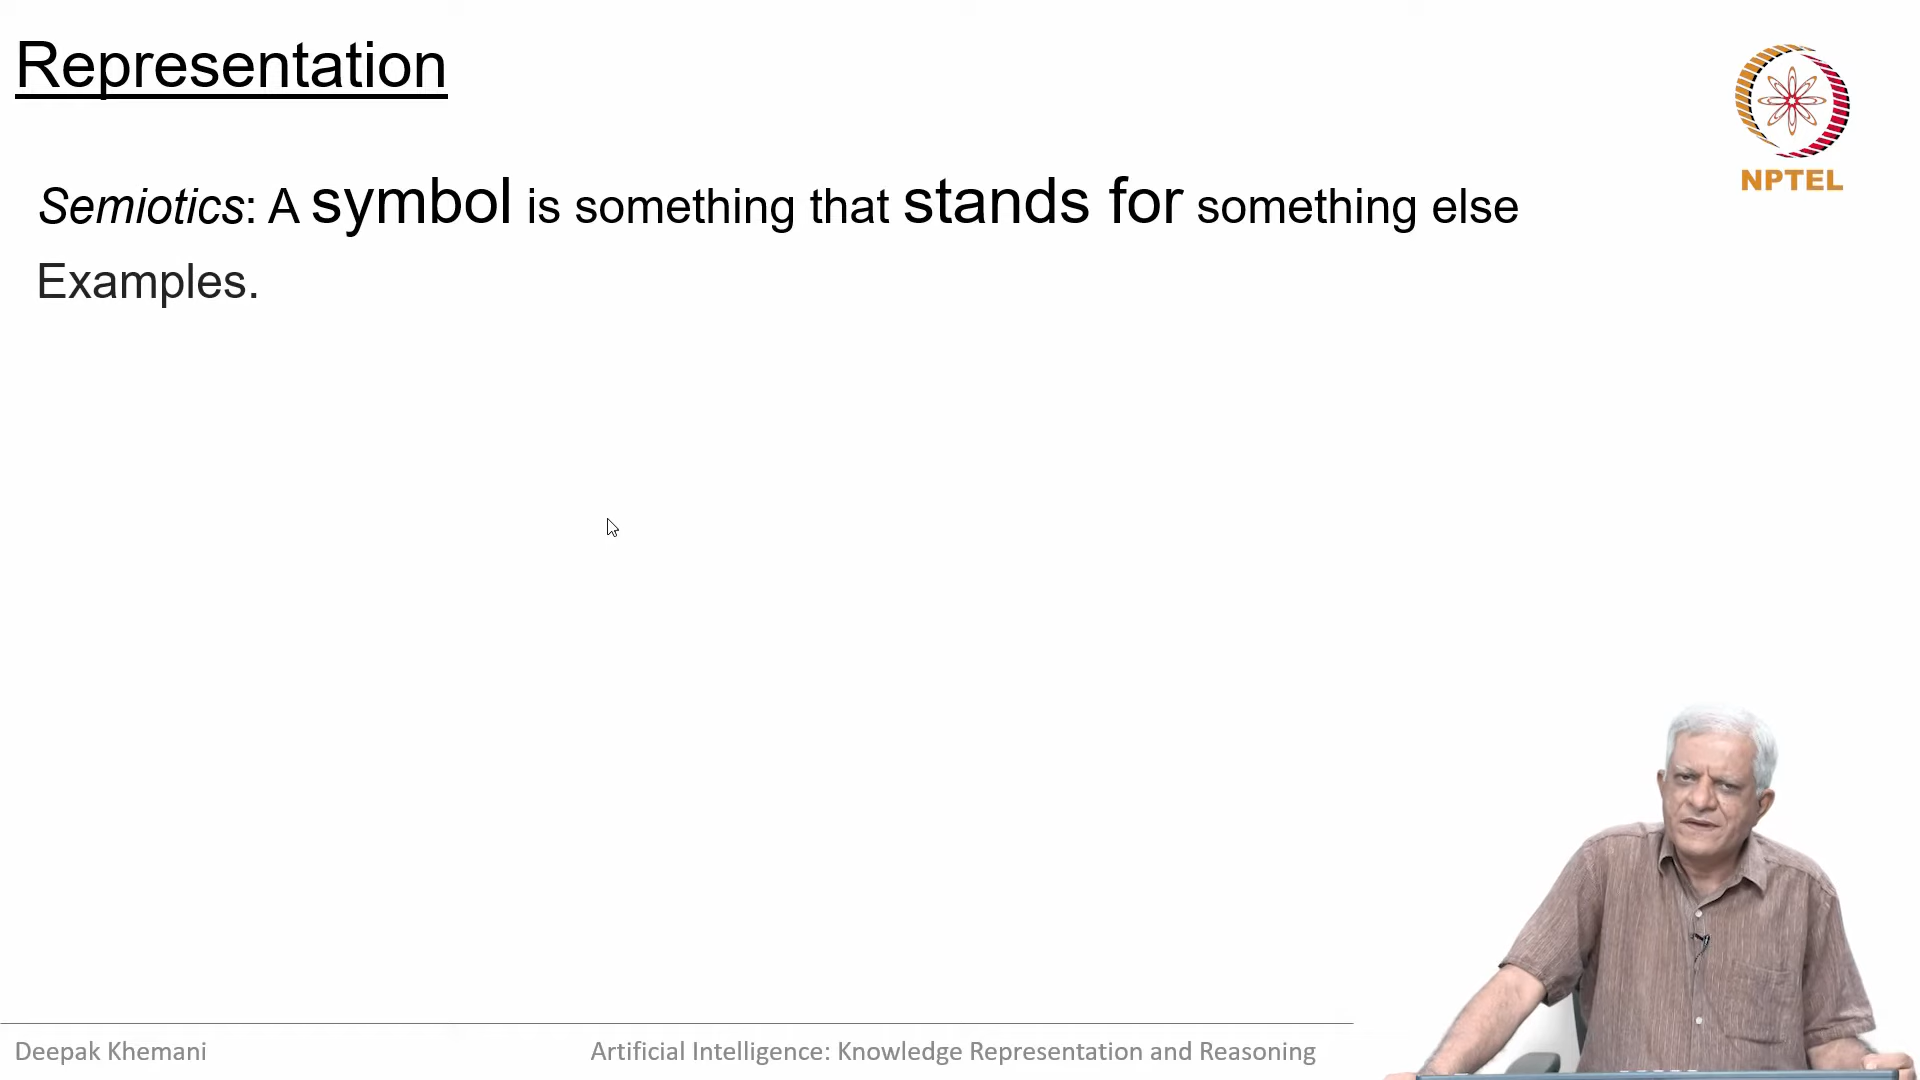 Representation
NPTEL
Semiotics: A symbol is something that stands for something else
Examples.
Deepak Khemani
Artificial Intelligence: Knowledge Representation and Reasoning